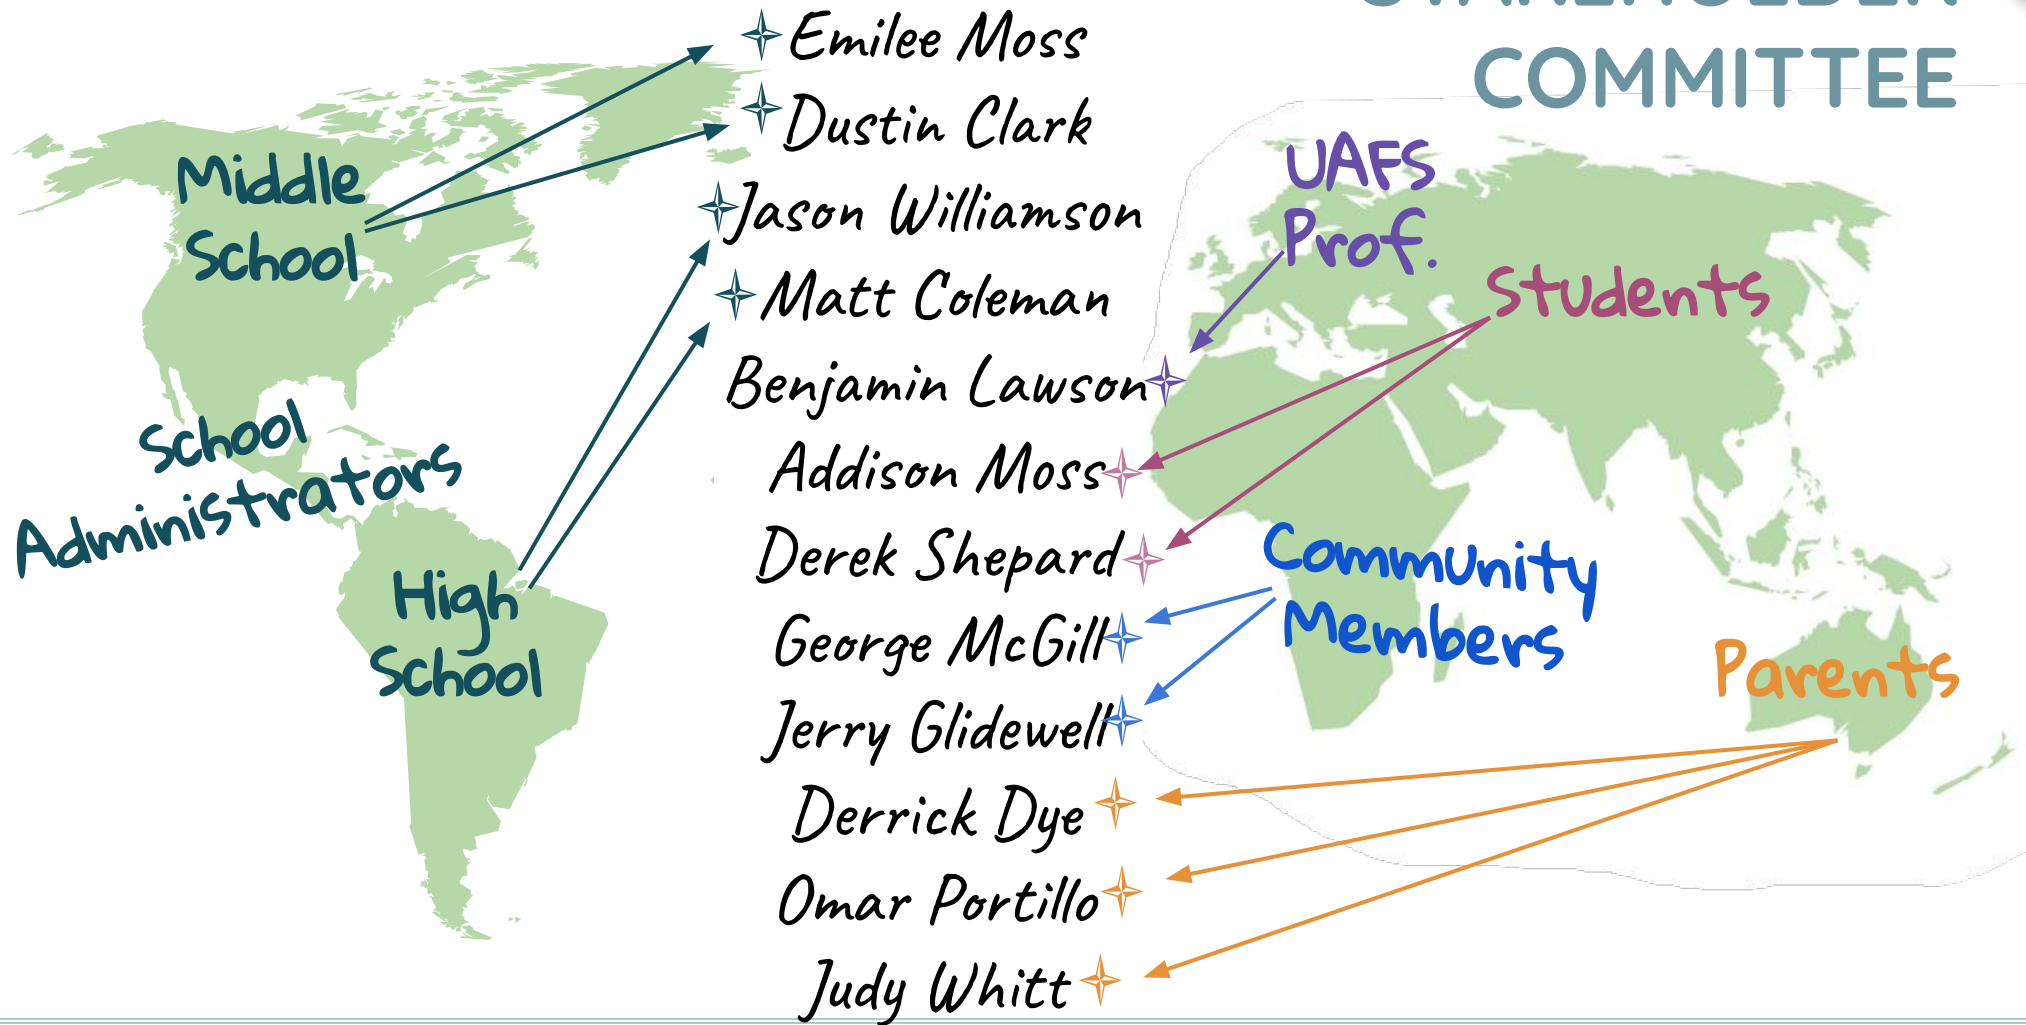 COMMITTEE
Emilee Moss
Dustin Clark
Jason Williamson
Matt Coleman
Benjamin Lawson
Addison Moss
Derek Shepard
George McGill
Jerry Glidewell
Derrick Dye
Omar Portillo
Judy Whitt
Middle
School
School
Administrators
High
School
UAFS
Prof.
Students
Community
Members
Parents